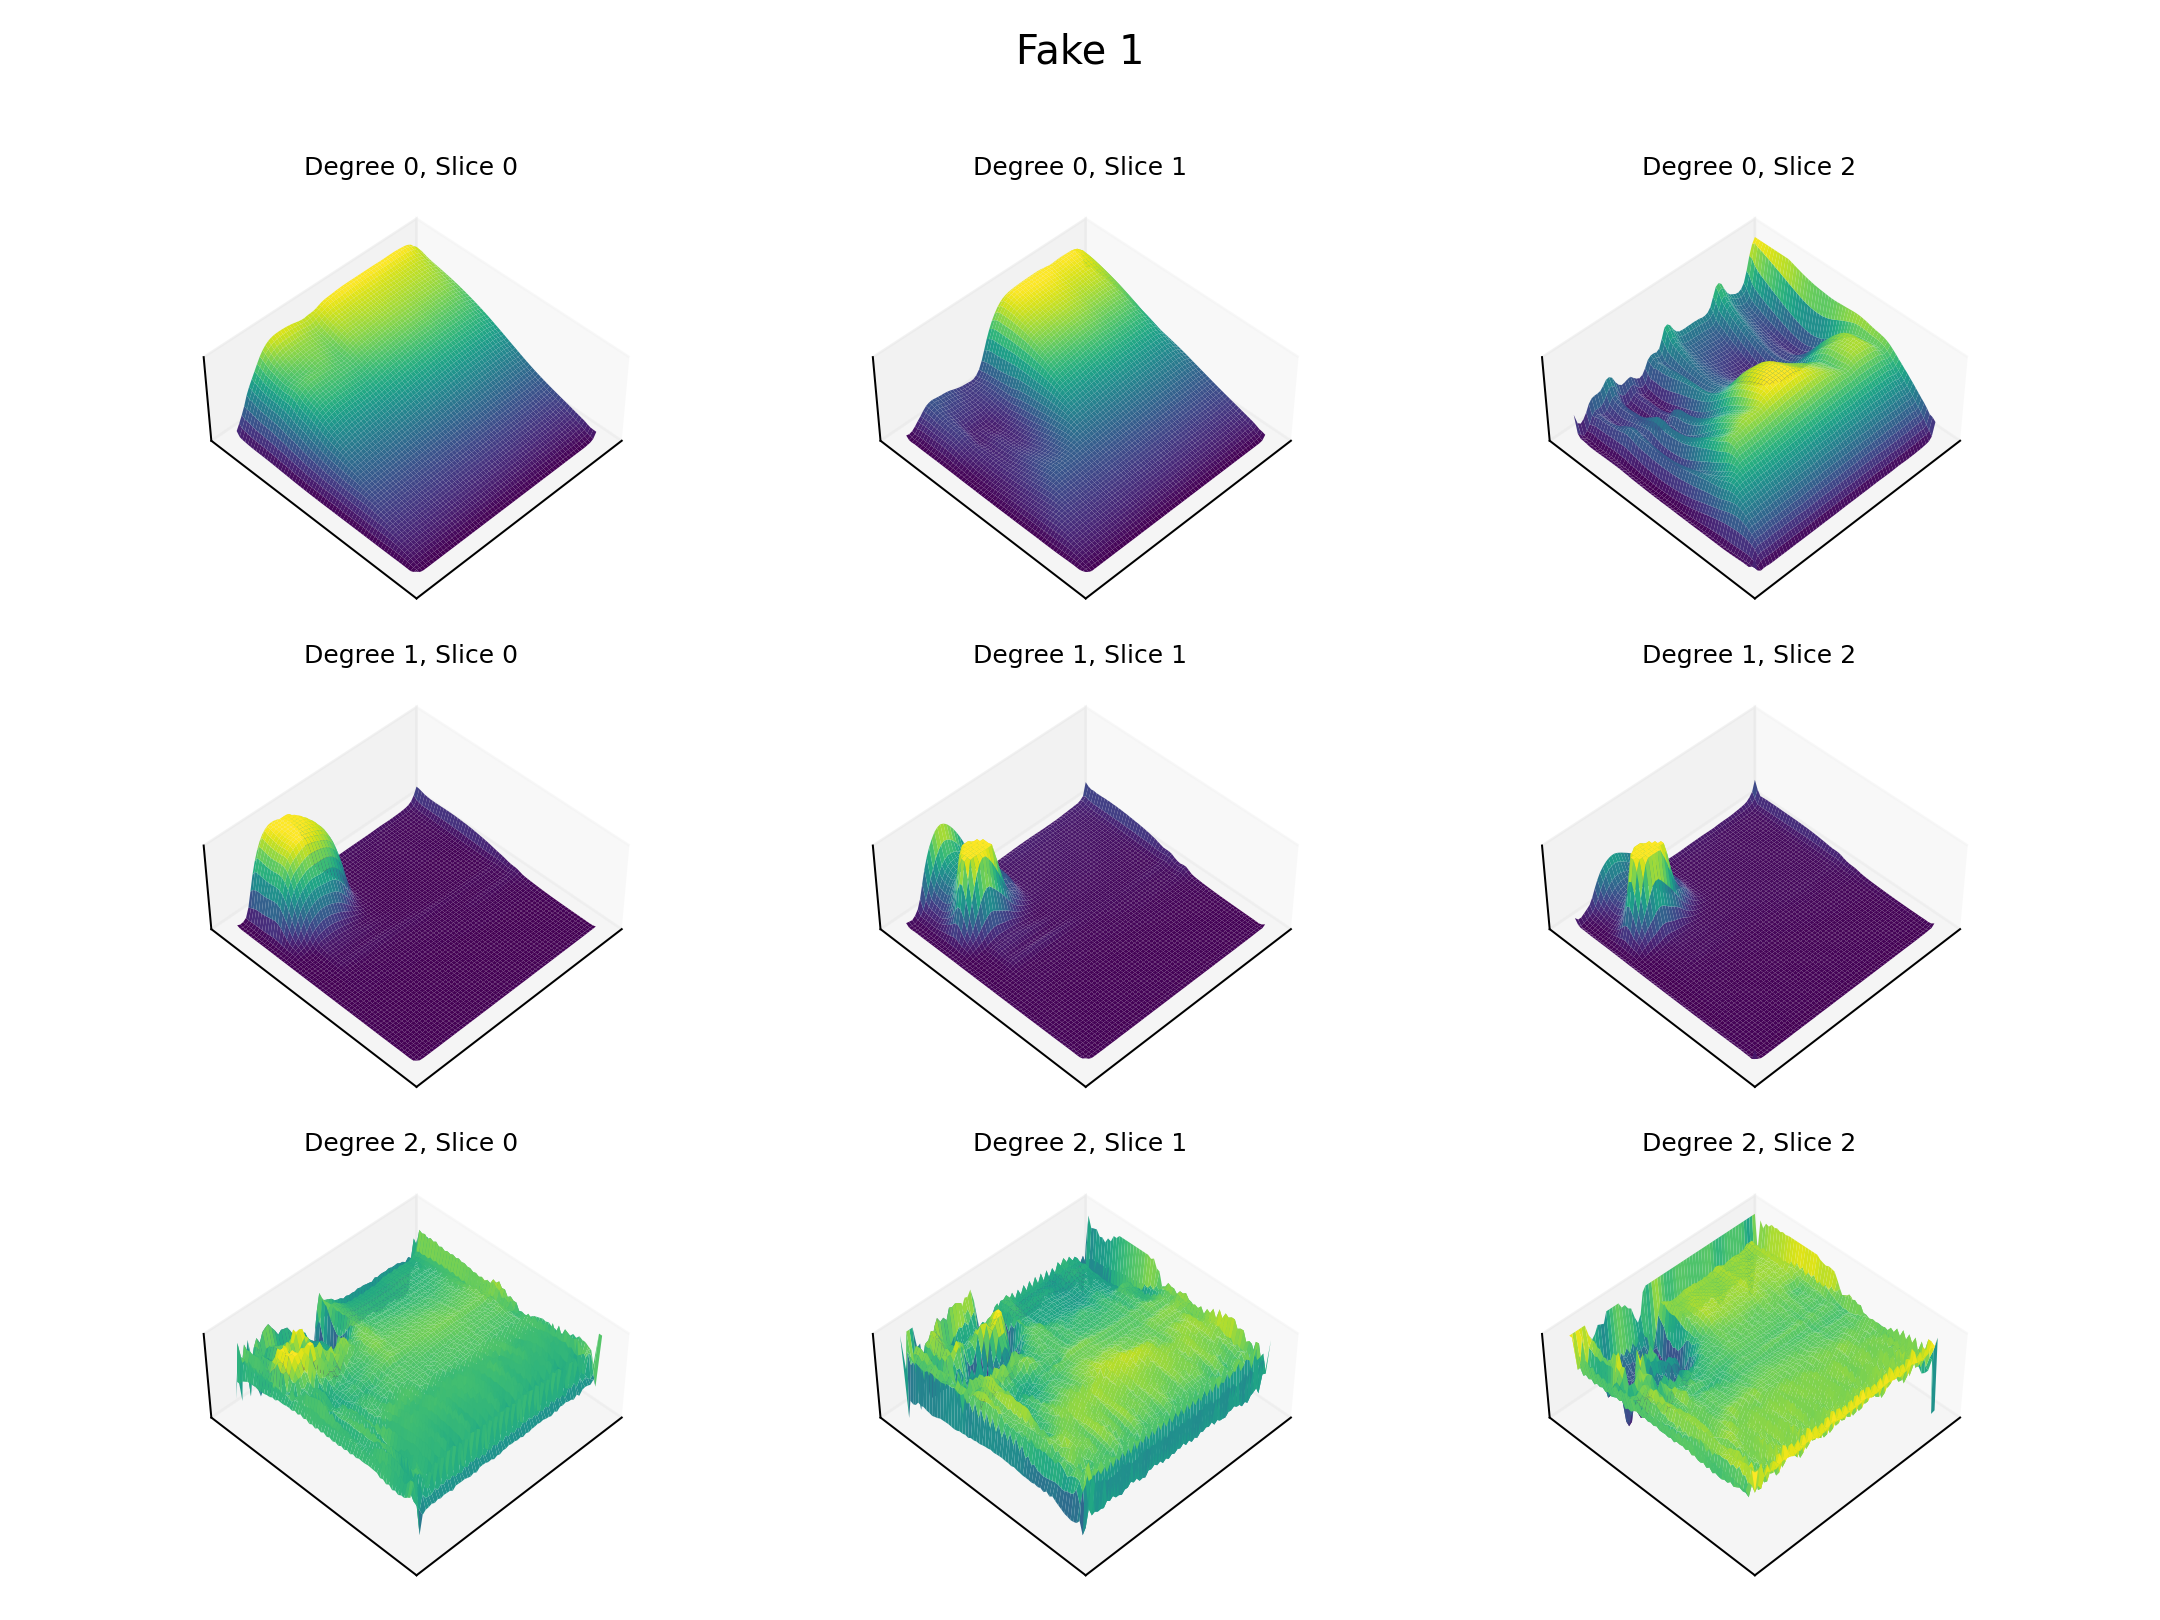 Fake 1
Degree 0, Slice 0
Degree 0, Slice 1
Degree 0, Slice 2
Degree 1, Slice 0
Degree 1, Slice 1
Degree 1, Slice 2
Degree 2, Slice 0
Degree 2, Slice 1
Degree 2, Slice 2